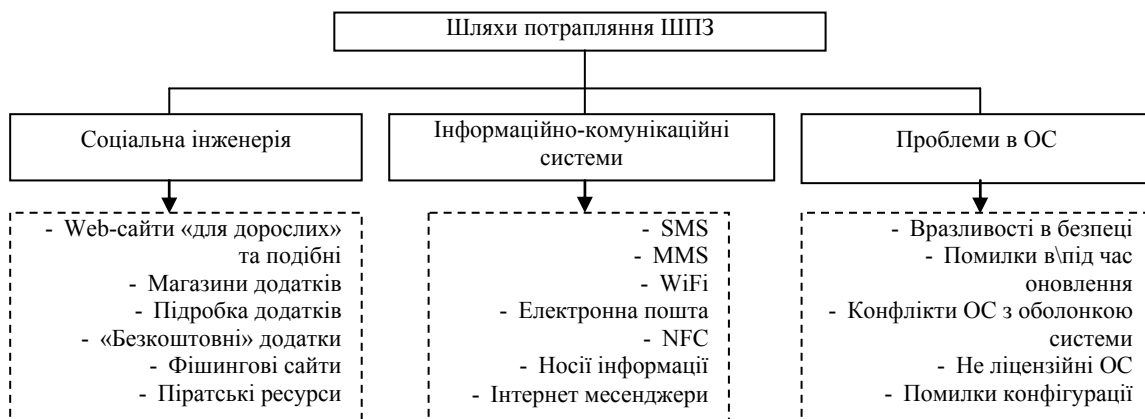 Шляхи потрапляння ШПЗ
Соціальна інженерія
Інформаційно-комунікаційні
системи
Проблеми в ОС
- Web-сайти «для дорослих»
та подібні
- Магазини додатків
- Підробка додатків
- «Безкоштовні» додатки
- Фішингові сайти
- Піратські ресурси
- SMS
- MMS
- WiFi
- Електронна пошта
- NFC
- Носії інформації
- Інтернет месенджери
- Вразливості в безпеці
- Помилки в\під час
оновлення
- Конфлікти ОС з оболонкою
системи
- Не ліцензійні ОС
- Помилки конфігурації